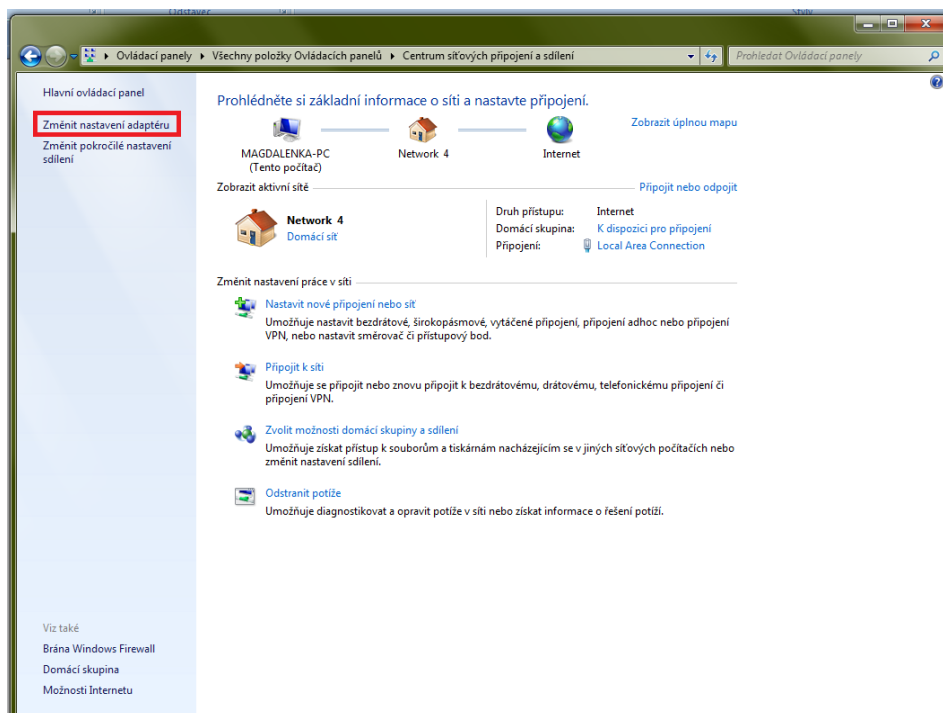 Odstavec
Styly
Ovládací panely ▸ Všechny položky Ovládacích panelů ▸ Centrum síťových připojení a sdílení
Prohledat Ovládací panely
Hlavní ovládací panel
Změnit nastavení adaptéru
Změnit pokročilé nastavení
sdílení
Prohlédněte si základní informace o síti a nastavte připojení.
Zobrazit úplnou mapu
MAGDALENKA-PC
(Tento počítač)
Network 4
Internet
Zobrazit aktivní sítě
Připojit nebo odpojit
Network 4
Domácí síť
Druh přístupu: Internet
Domácí skupina: K dispozici pro připojení
Připojení: Local Area Connection
Změnit nastavení práce v síti
Nastavit nové připojení nebo síť
Umožňuje nastavit bezdrátové, širokopásmové, vytáčené připojení, připojení adhoc nebo připojení
VPN, nebo nastavit směrovač či přístupový bod.
Připojit k síti
Umožňuje se připojit nebo znovu připojit k bezdrátovému, drátovému, telefonickému připojení či
připojení VPN.
Zvolit možnosti domácí skupiny a sdílení
Umožňuje získat přístup k souborům a tiskárnám nacházejícím se v jiných síťových počítačích nebo
změnit nastavení sdílení.
Odstranit potíže
Umožňuje diagnostikovat a opravit potíže v síti nebo získat informace o řešení potíží.
Viz také
Brána Windows Firewall
Domácí skupina
Možnosti Internetu